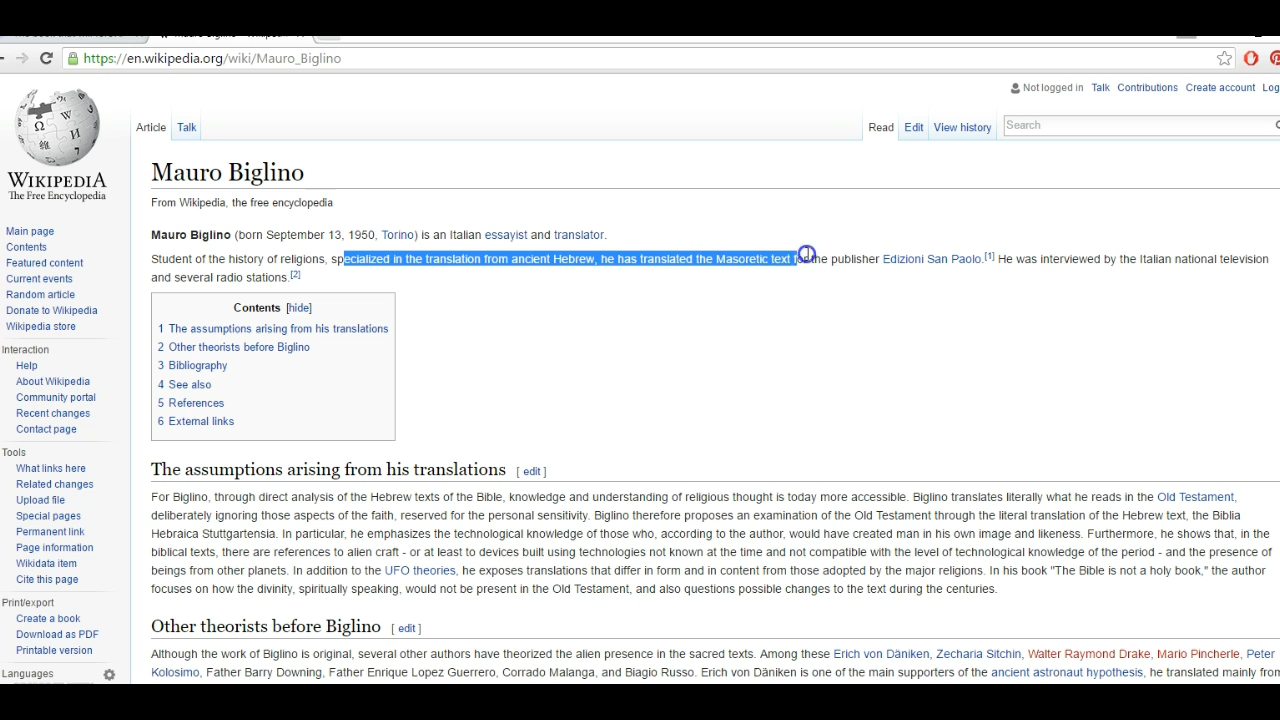 https://en.wikipedia.org/wiki/Mauro_Biglino
Not logged in Talk Contributions Create account Log
Article Talk Read Edit View history Search
WIKIPEDIA
The Free Encyclopedia
Main page
Contents
Featured content
Current events
Random article
Donate to Wikipedia
Wikipedia store
Interaction
Help
About Wikipedia
Community portal
Recent changes
Contact page
Tools
What links here
Related changes
Upload file
Special pages
Permanent link
Page information
Wikidata item
Cite this page
Print/export
Create a book
Download as PDF
Printable version
Languages
Mauro Biglino
From Wikipedia, the free encyclopedia
Mauro Biglino (born September 13, 1950, Torino) is an Italian essayist and translator.
Student of the history of religions, specialized in the translation from ancient Hebrew, he has translated the Masoretic text for the publisher Edizioni San Paolo.[1] He was interviewed by the Italian national television
and several radio stations.[2]
Contents [hide]
1 The assumptions arising from his translations
2 Other theorists before Biglino
3 Bibliography
4 See also
5 References
6 External links
The assumptions arising from his translations [ edit ]
For Biglino, through direct analysis of the Hebrew texts of the Bible, knowledge and understanding of religious thought is today more accessible. Biglino translates literally what he reads in the Old Testament,
deliberately ignoring those aspects of the faith, reserved for the personal sensitivity. Biglino therefore proposes an examination of the Old Testament through the literal translation of the Hebrew text, the Biblia
Hebraica Stuttgartensia. In particular, he emphasizes the technological knowledge of those who, according to the author, would have created man in his own image and likeness. Furthermore, he shows that, in the
biblical texts, there are references to alien craft - or at least to devices built using technologies not known at the time and not compatible with the level of technological knowledge of the period - and the presence of
beings from other planets. In addition to the UFO theories, he exposes translations that differ in form and in content from those adopted by the major religions. In his book "The Bible is not a holy book," the author
focuses on how the divinity, spiritually speaking, would not be present in the Old Testament, and also questions possible changes to the text during the centuries.
Other theorists before Biglino [ edit ]
Although the work of Biglino is original, several other authors have theorized the alien presence in the sacred texts. Among these Erich von Däniken, Zecharia Sitchin, Walter Raymond Drake, Mario Pincherle, Peter
Kolosimo, Father Barry Downing, Father Enrique Lopez Guerrero, Corrado Malanga, and Biagio Russo. Erich von Däniken is one of the main supporters of the ancient astronaut hypothesis, he translated mainly from